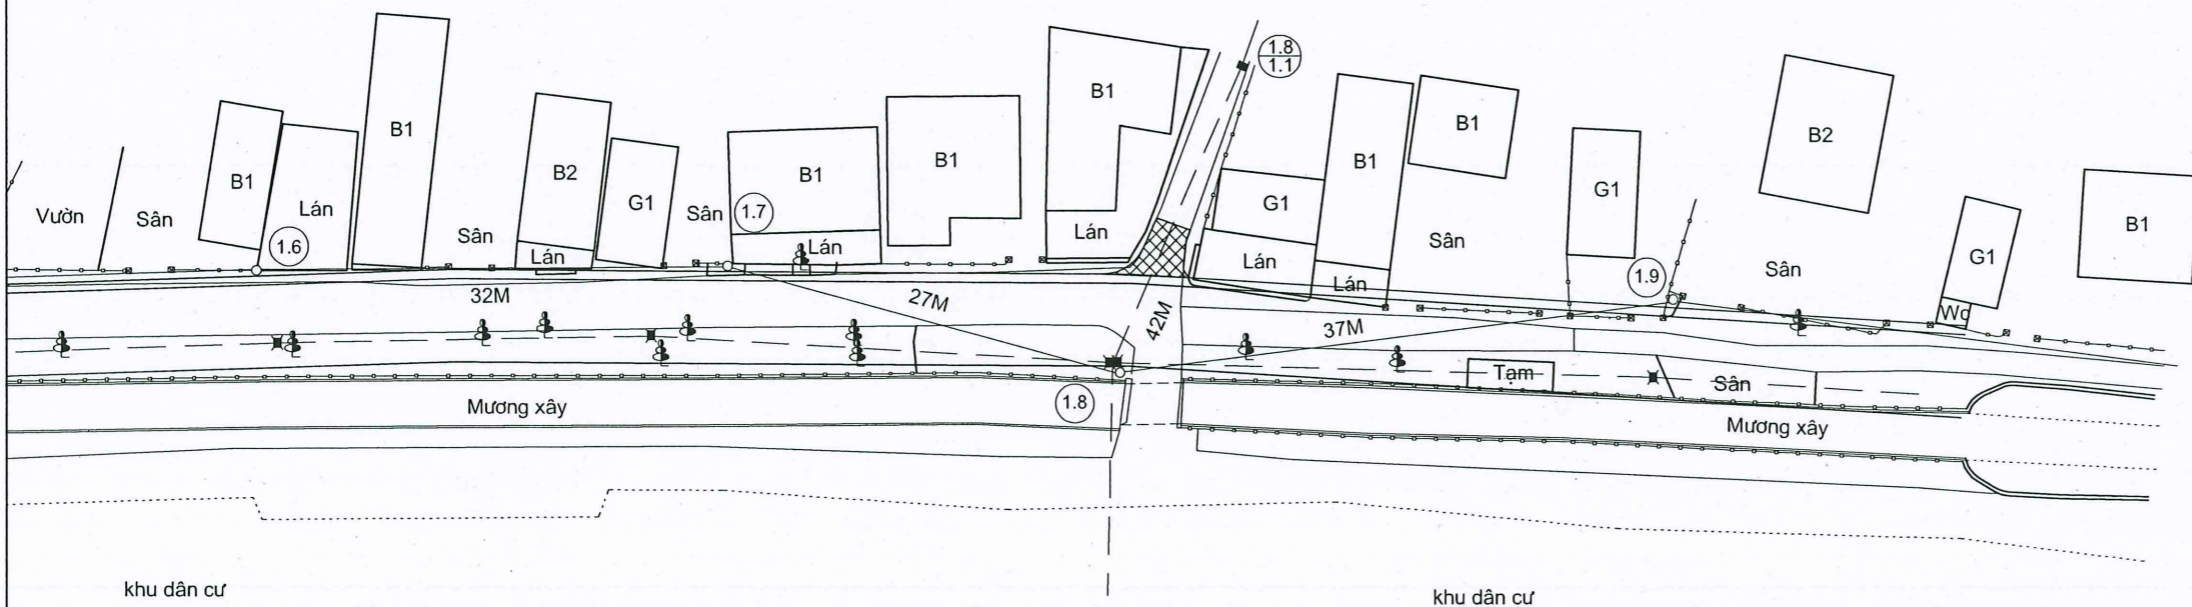 1.8
1.1
B1
B1
B1
B1
B2
B1
B1
B1
B1
B2
G1
G1
G1
G1
B1
Lán
Vườn
Sân
Sân
Sân
1.6
1.7
Lán
Lán
Lán
Lán
Lán
Sân
1.9
Sân
Wc
32M
27M
42M
37M
Tạm
Sân
1.8
Mương xây
Mương xây
khu dân cư
khu dân cư